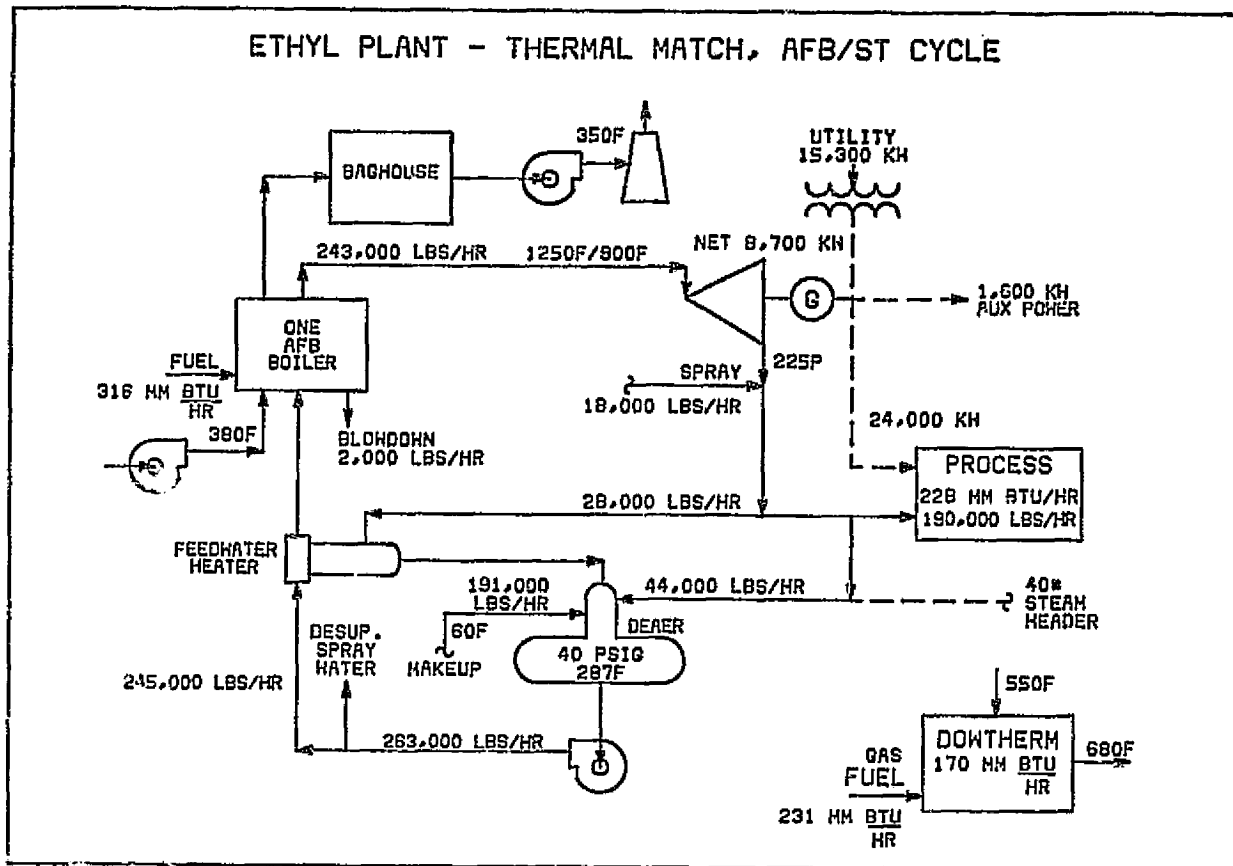 ETHYL PLANT - THERMAL MATCH, AFB/ST CYCLE
BAGHOUSE
350F
UTILITY
15,300 KH
243,000 LBS/HR
1250F/900F
NET 8,700 KH
G
1,600 KH
AUX POWER
ONE
AFB
BOILER
FUEL
316 MM BTU
HR
380F
BLOWDOWN
2,000 LBS/HR
225P
SPRAY
18,000 LBS/HR
24,000 KH
PROCESS
228 MM BTU/HR
190,000 LBS/HR
28,000 LBS/HR
FEEDWATER
HEATER
191,000
LBS/HR
60F
MAKEUP
44,000 LBS/HR
DEAER
40 PSIG
287F
40#
STEAM
HEADER
DESUP.
SPRAY
WATER
245,000 LBS/HR
263,000 LBS/HR
550F
DOWTHERM
170 MM BTU
HR
680F
GAS
FUEL
231 MM BTU
HR